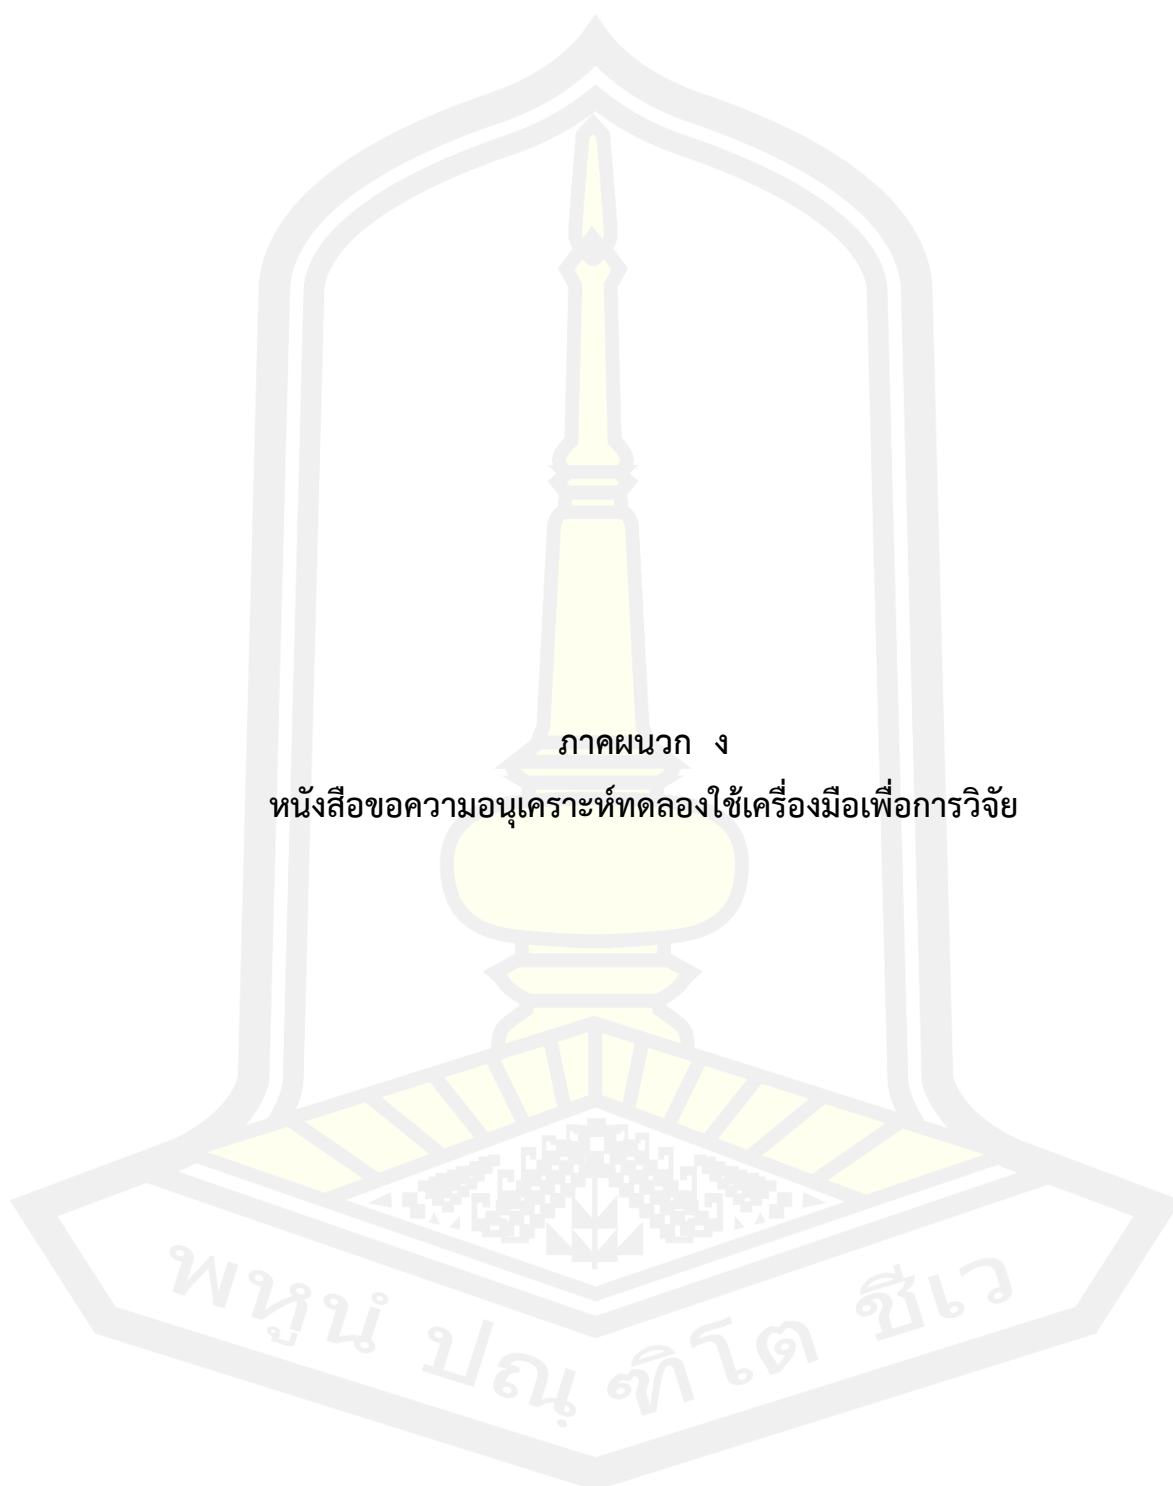 ภาคผนวก ง
หนังสือขอความอนุเคราะห์ทดลองใช้เครื่องมือเพื่อการวิจัย
พหูนํ ปณฺฑิโต ชีเว